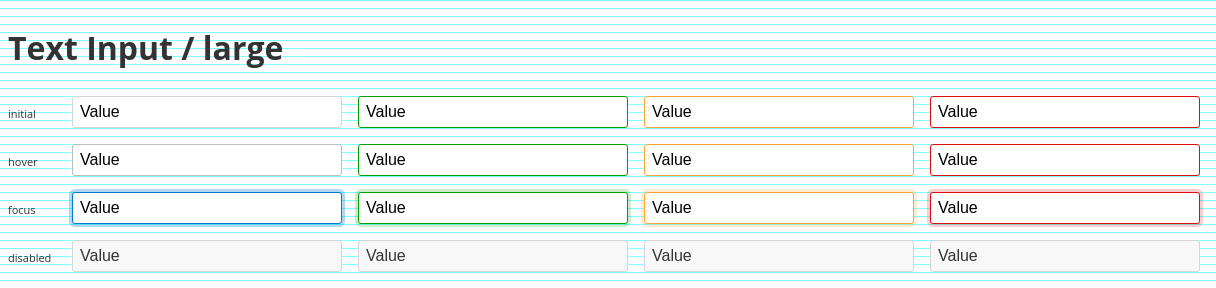 Text Input / large
initial Value Value Value Value
hover Value Value Value Value
focus Value Value Value Value
disabled Value Value Value Value